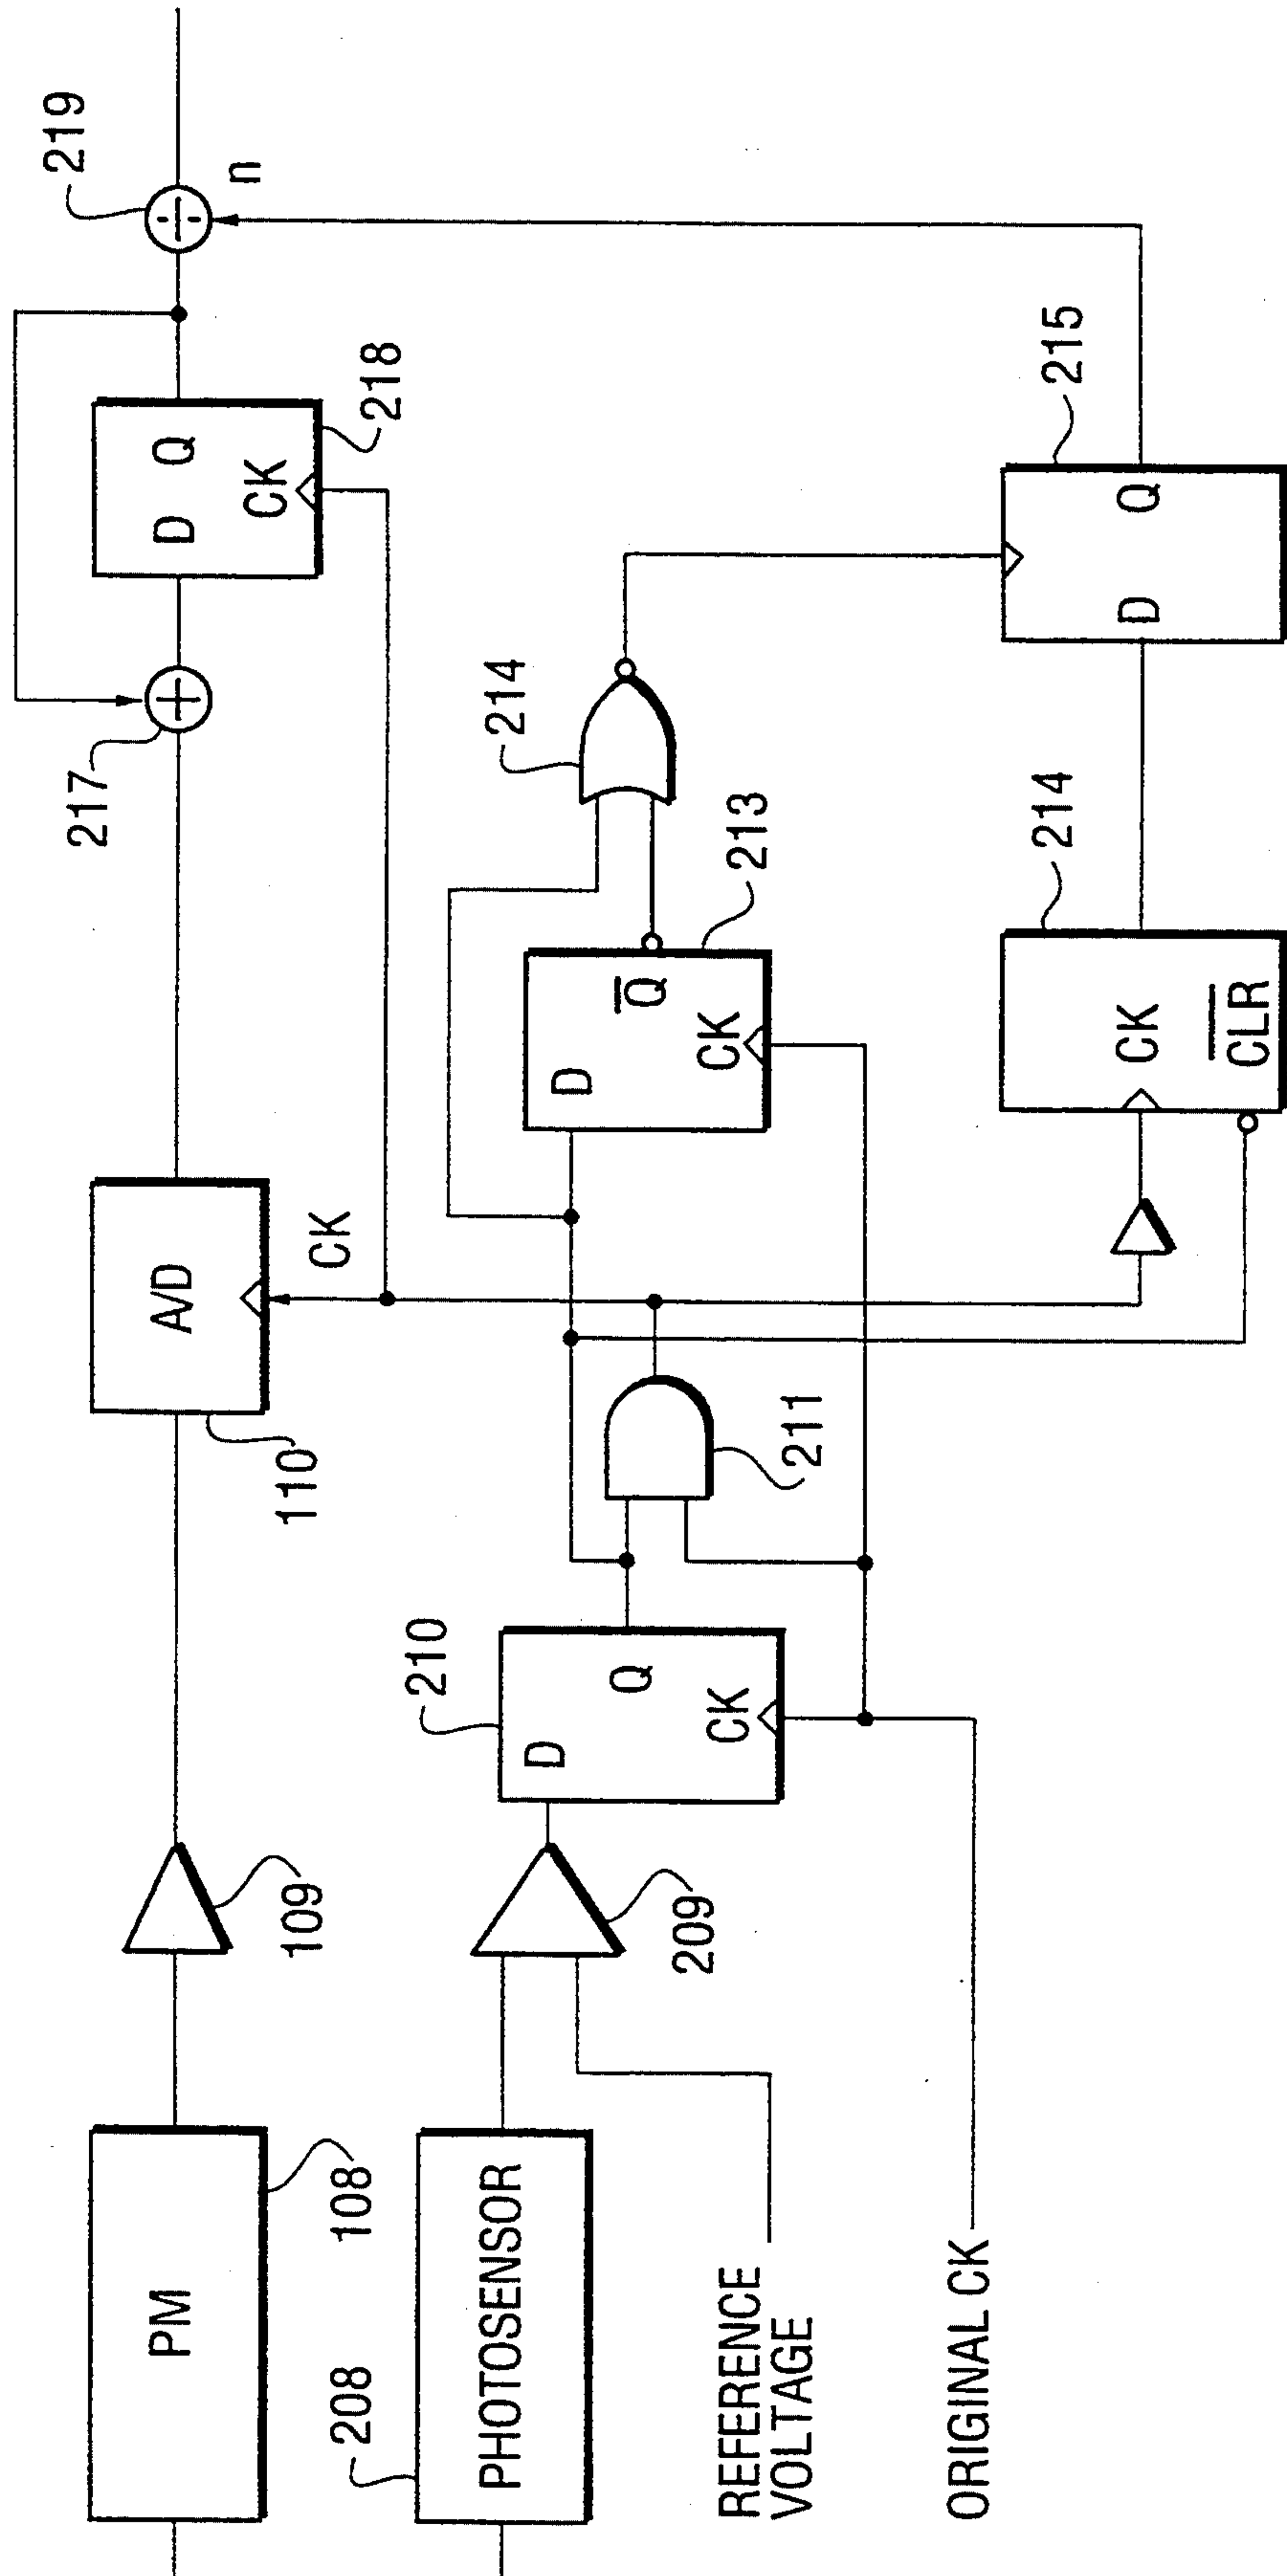 PM
108
109
A/D
110
CK
217
D Q
CK
218
219
n
208
PHOTOSENSOR
209
D
Q
CK
210
211
D
Q
CK
213
214
REFERENCE
VOLTAGE
ORIGINAL CK
CK
CLR
214
D
Q
215